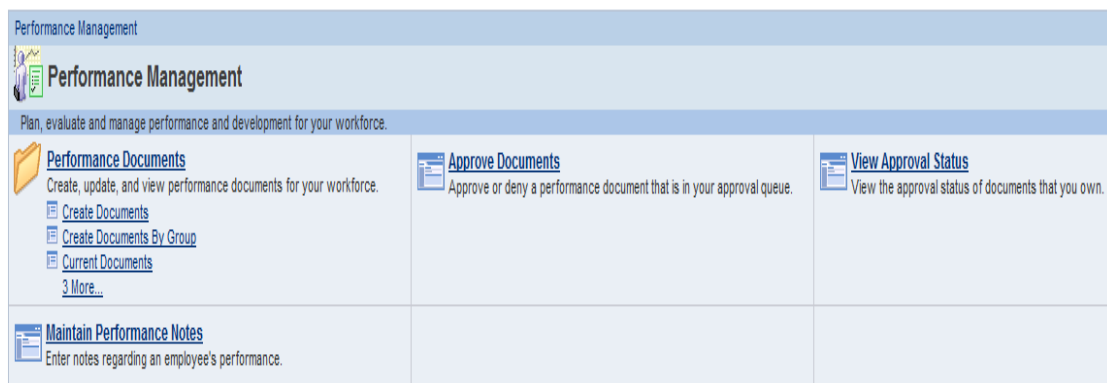 Performance Management
Performance Management
Plan, evaluate and manage performance and development for your workforce.
Performance Documents
Create, update, and view performance documents for your workforce.
Create Documents
Create Documents By Group
Current Documents
3 More...
Approve Documents
Approve or deny a performance document that is in your approval queue.
View Approval Status
View the approval status of documents that you own.
Maintain Performance Notes
Enter notes regarding an employee's performance.